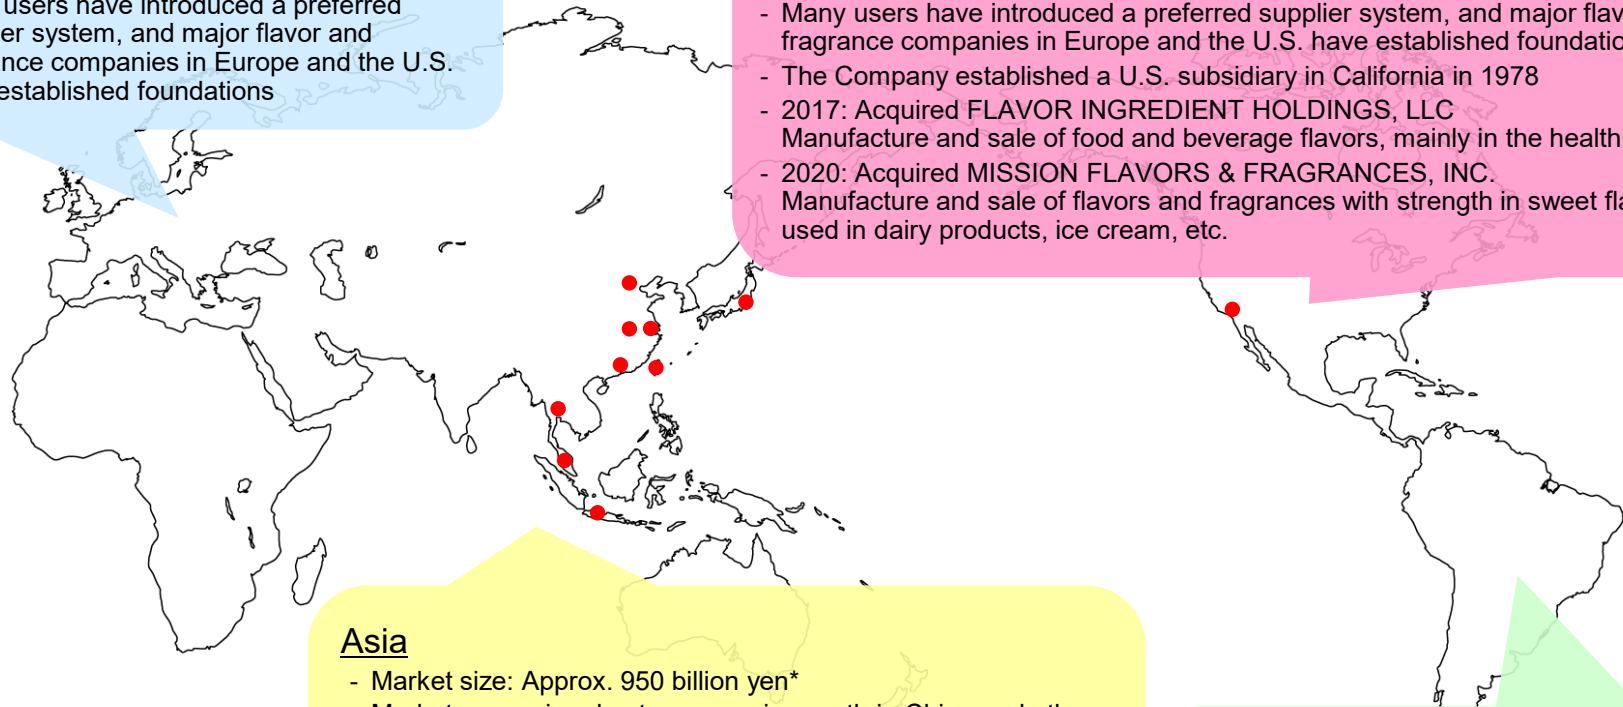 users have introduced a preferred
er system, and major flavor and
nce companies in Europe and the U.S.
established foundations
- Many users have introduced a preferred supplier system, and major flav
fragrance companies in Europe and the U.S. have established foundatio
- The Company established a U.S. subsidiary in California in 1978
- 2017: Acquired FLAVOR INGREDIENT HOLDINGS, LLC
Manufacture and sale of food and beverage flavors, mainly in the health
- 2020: Acquired MISSION FLAVORS & FRAGRANCES, INC.
Manufacture and sale of flavors and fragrances with strength in sweet fla
used in dairy products, ice cream, etc.
Asia
- Market size: Approx. 950 billion yen*